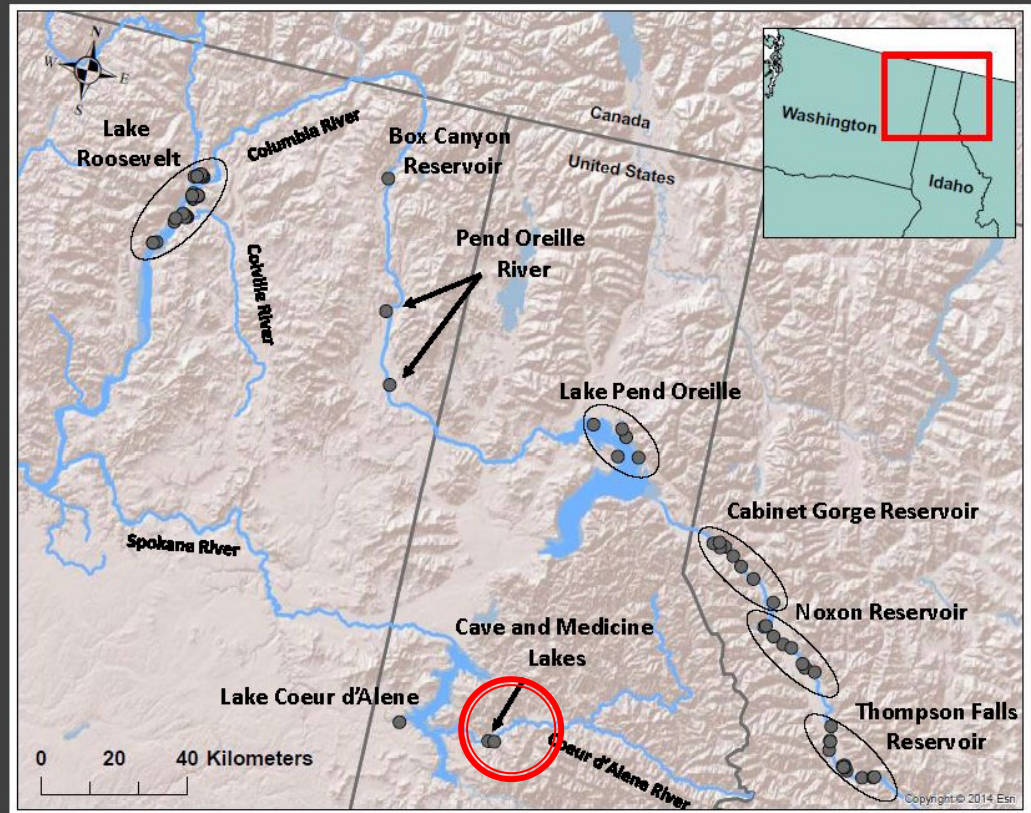 N
W
E
S
Lake
Roosevelt
Columbia River
Box Canyon
Reservoir
Canada
United States
Washington
Idaho
Pend Oreille
River
Colville River
Lake Pend Oreille
Cabinet Gorge Reservoir
Spokane River
Noxon Reservoir
Cave and Medicine
Lakes
Lake Coeur d'Alene
Thompson Falls
Reservoir
Coeur d'Alene River
0 20 40 Kilometers
Copyright:© 2014 Esri